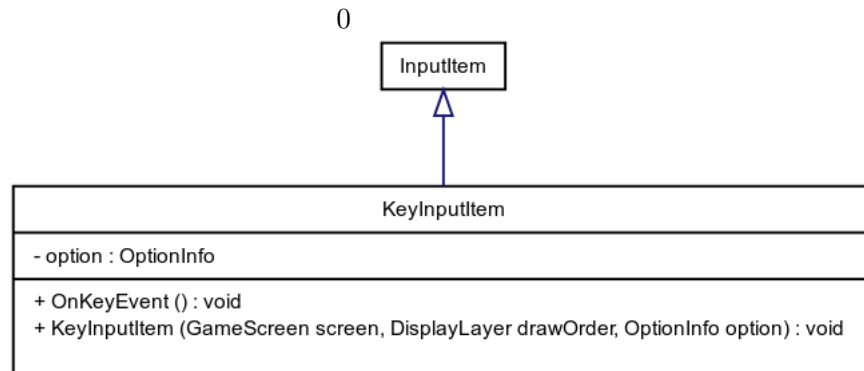 0
InputItem
KeyInputItem
- option : OptionInfo
+ OnKeyEvent () : void
+ KeyInputItem (GameScreen screen, DisplayLayer drawOrder, OptionInfo option) : void